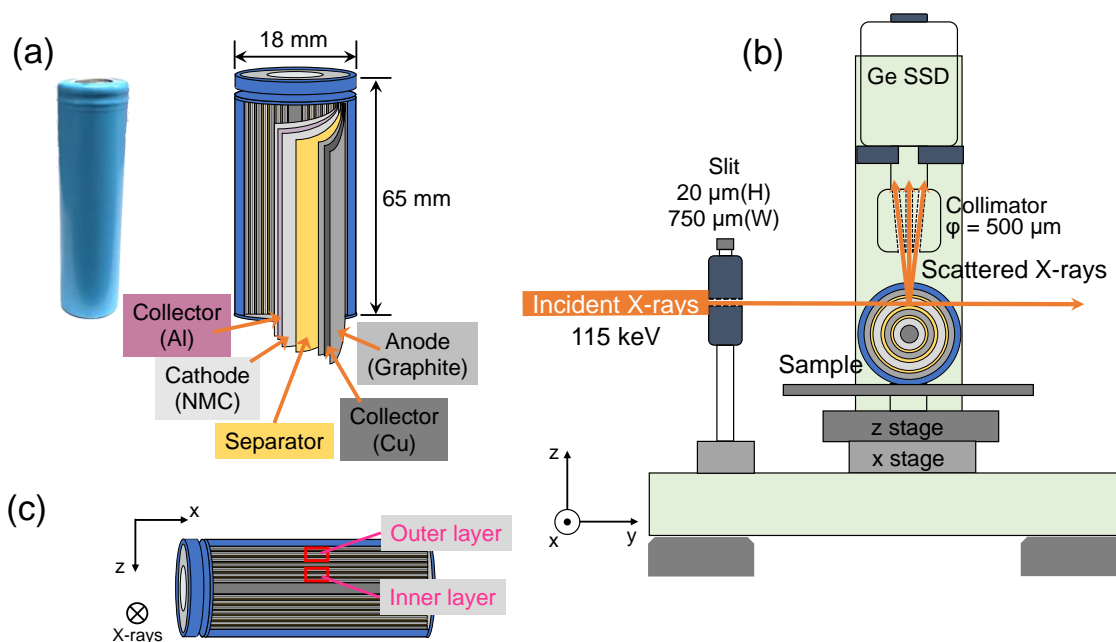 (a)
18 mm
65 mm
Collector
(Al)
Cathode
(NMC)
Separator
Anode
(Graphite)
Collector
(Cu)
(b)
Ge SSD
Slit
20 μm(H)
750 μm(W)
Collimator
φ = 500 μm
Scattered X-rays
Incident X-rays
115 keV
Sample
z stage
x stage
z
x
y
(c)
x
z
X-rays
Outer layer
Inner layer